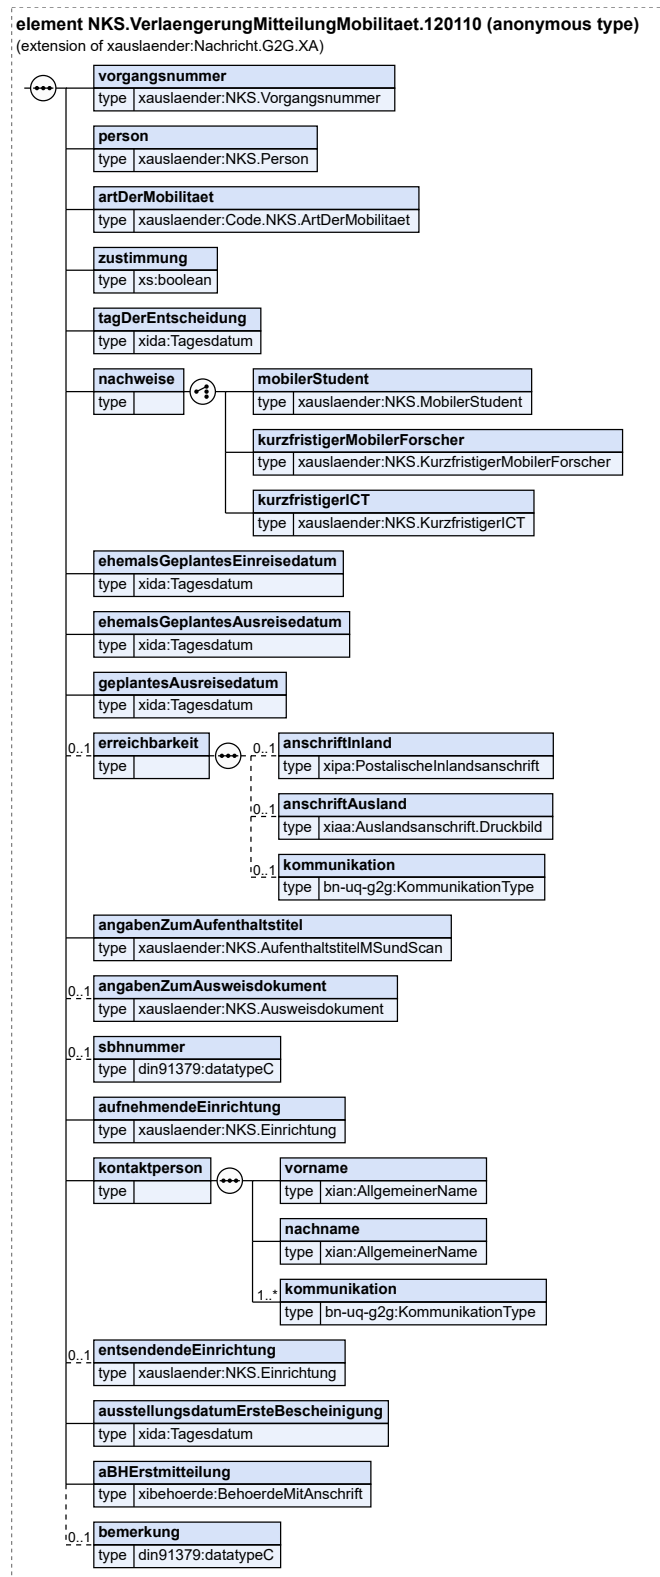 element NKS.VerlaengerungMitteilungMobilitaet.120110 (anonymous type)
(extension of xauslaender:Nachricht.G2G.XA)
vorgangsnummer
type xauslaender:NKS.Vorgangsnummer
person
type xauslaender:NKS.Person
artDerMobilitaet
type xauslaender:Code.NKS.ArtDerMobilitaet
zustimmung
type xs:boolean
tagDerEntscheidung
type xida:Tagesdatum
nachweise
type
mobilerStudent
type xauslaender:NKS.MobilerStudent
kurzfristigerMobilerForscher
type xauslaender:NKS.KurzfristigerMobilerForscher
kurzfristigerICT
type xauslaender:NKS.KurzfristigerICT
ehemalsGeplantesEinreisedatum
type xida:Tagesdatum
ehemalsGeplantesAusreisedatum
type xida:Tagesdatum
geplantesAusreisedatum
type xida:Tagesdatum
0..1 erreichbarkeit
type
0..1 anschriftInland
type xipa:PostalischeInlandsanschrift
0..1 anschriftAusland
type xiaa:Auslandsanschrift.Druckbild
0..1 kommunikation
type bn-uq-g2g:KommunikationType
angabenZumAufenthaltstitel
type xauslaender:NKS.AufenthaltstitelMSundScan
0..1 angabenZumAusweisdokument
type xauslaender:NKS.Ausweisdokument
0..1 sbhnummer
type din91379:datatypeC
aufnehmendeEinrichtung
type xauslaender:NKS.Einrichtung
kontaktperson
type
vorname
type xian:AllgemeinerName
nachname
type xian:AllgemeinerName
1..* kommunikation
type bn-uq-g2g:KommunikationType
0..1 entsendendeEinrichtung
type xauslaender:NKS.Einrichtung
ausstellungsdatumErsteBescheinigung
type xida:Tagesdatum
aBHErstmitteilung
type xibehoerde:BehoerdeMitAnschrift
0..1 bemerkung
type din91379:datatypeC